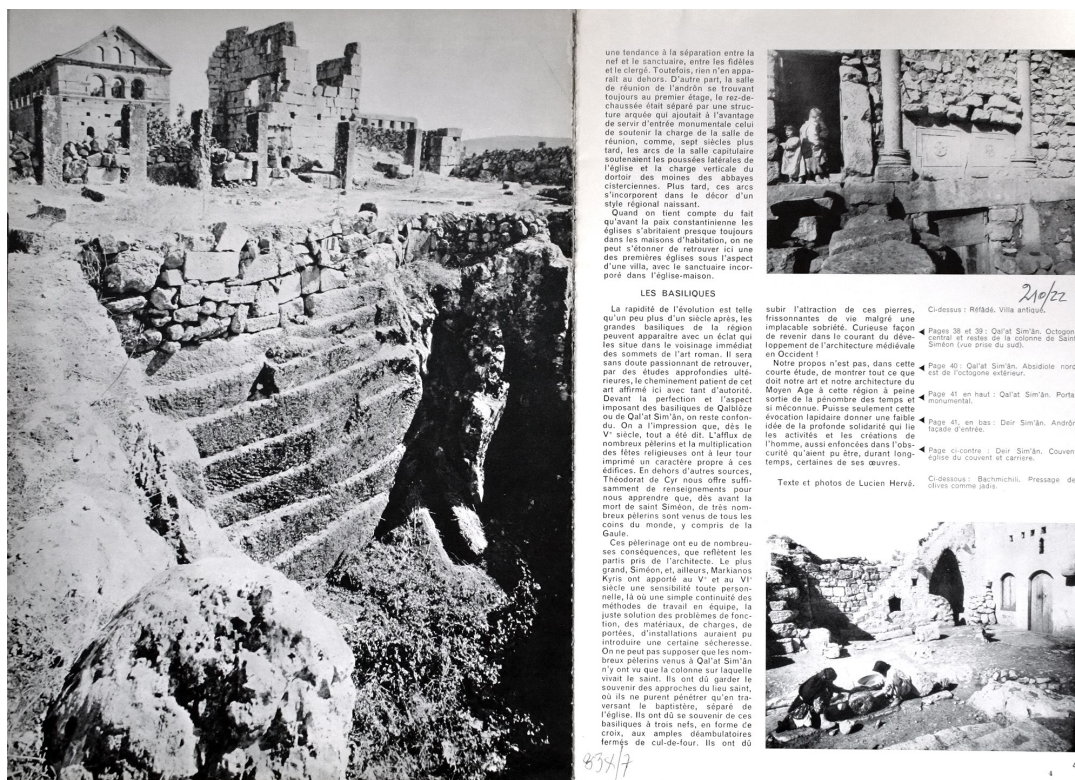 une tendance à la séparation entre la
nef et le sanctuaire, entre les fidèles
et le clergé. Toutefois, rien n'en appa-
raît au dehors. D'autre part, la salle
de réunion de l'andrôn se trouvant
toujours au premier étage, le rez-de-
chaussée était séparé par une struc-
ture arquée qui ajoutait à l'avantage
de servir d'entrée monumentale celui
de soutenir la charge de la salle de
réunion, comme, sept siècles plus
tard, les arcs de la salle capitulaire
soutenaient les poussées latérales de
l'église et la charge verticale du
dortoir des moines des abbayes
cisterciennes. Plus tard, ces arcs
s'incorporent dans le décor d'un
style régional naissant.
Quand on tient compte du fait
qu'avant la paix constantinienne les
églises s'abritaient presque toujours
dans les maisons d'habitation, on ne
peut s'étonner de retrouver ici une
des premières églises sous l'aspect
d'une villa, avec le sanctuaire incor-
poré dans l'église-maison.
LES BASILIQUES
La rapidité de l'évolution est telle
qu'un peu plus d'un siècle après, les
grandes basiliques de la région
peuvent apparaître avec un éclat qui
les situe dans le voisinage immédiat
des sommets de l'art roman. Il sera
sans doute passionnant de retrouver,
par des études approfondies ulté-
rieures, le cheminement patient de cet
art affirmé ici avec tant d'autorité.
Devant la perfection et l'aspect
imposant des basiliques de Qalblôze
ou de Qal'at Sim'ân, on reste confon-
du. On a l'impression que, dès le
Vᵉ siècle, tout a été dit. L'afflux de
nombreux pèlerins et la multiplication
des fêtes religieuses ont à leur tour
imprimé un caractère propre à ces
édifices. En dehors d'autres sources,
Théodorat de Cyr nous offre suffi-
samment de renseignements pour
nous apprendre que, dès avant la
mort de saint Siméon, de très nom-
breux pèlerins sont venus de tous les
coins du monde, y compris de la
Gaule.
Ces pèlerinage ont eu de nombreu-
ses conséquences, que reflètent les
partis pris de l'architecte. Le plus
grand, Siméon, et, ailleurs, Markianos
Kyris ont apporté au Vᵉ et au VIᵉ
siècle une sensibilité toute person-
nelle, là où une simple continuité des
méthodes de travail en équipe, la
juste solution des problèmes de fonc-
tion, des matériaux, de charges, de
portées, d'installations auraient pu
introduire une certaine sécheresse.
On ne peut pas supposer que les nom-
breux pèlerins venus à Qal'at Sim'ân
n'y ont vu que la colonne sur laquelle
vivait le saint. Ils ont dû garder le
souvenir des approches du lieu saint,
où ils ne purent pénétrer qu'en tra-
versant le baptistère, séparé de
l'église. Ils ont dû se souvenir de ces
basiliques à trois nefs, en forme de
croix, aux amples déambulatoires
fermés de cul-de-four. Ils ont dû
834/7
subir l'attraction de ces pierres,
frissonnantes de vie malgré une
implacable sobriété. Curieuse façon
de revenir dans le courant du déve-
loppement de l'architecture médiévale
en Occident !
Notre propos n'est pas, dans cette
courte étude, de montrer tout ce que
doit notre art et notre architecture du
Moyen Age à cette région à peine
sortie de la pénombre des temps et
si méconnue. Puisse seulement cette
évocation lapidaire donner une faible
idée de la profonde solidarité qui lie
les activités et les créations de
l'homme, aussi enfoncées dans l'obs-
curité qu'aient pu être, durant long-
temps, certaines de ses œuvres.
Texte et photos de Lucien Hervé.
210/22
Ci-dessus : Réfâdé. Villa antique.
◀ Pages 38 et 39 : Qal'at Sim'ân. Octogon
central et restes de la colonne de Saint
Siméon (vue prise du sud).
◀ Page 40 : Qal'at Sim'ân. Absidiole nord
est de l'octogone extérieur.
◀ Page 41 en haut : Qal'at Sim'ân. Porta
monumental.
◀ Page 41, en bas : Deir Sim'ân. Andrôn
façade d'entrée.
◀ Page ci-contre : Deir Sim'ân. Couven
église du couvent et carrière.
Ci-dessous : Bachmichili. Pressage de
olives comme jadis.
4